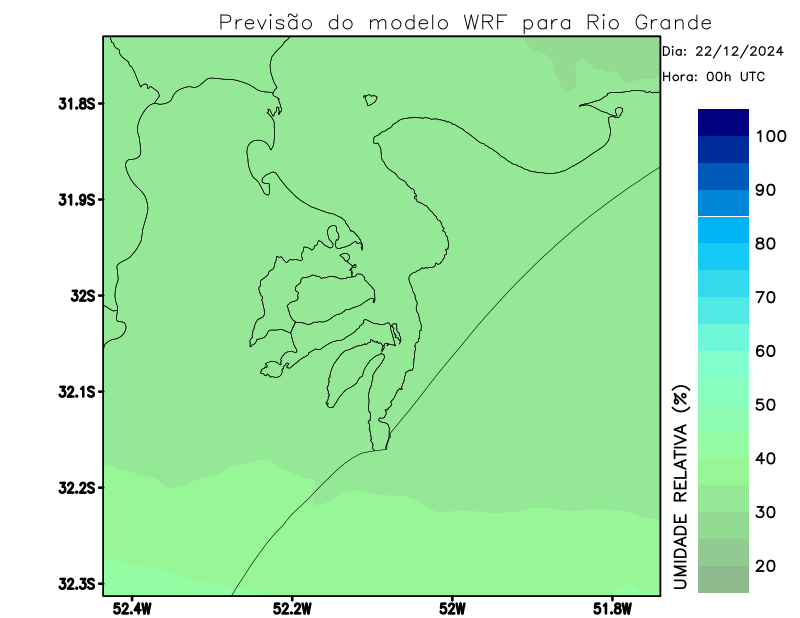 Previsão do modelo WRF para Rio Grande
Dia: 22/12/2024
Hora: 00h UTC
31.8S
31.9S
32S
32.1S
32.2S
32.3S
52.4W 52.2W 52W 51.8W
100
90
80
70
60
50
40
30
20
UMIDADE RELATIVA (%)